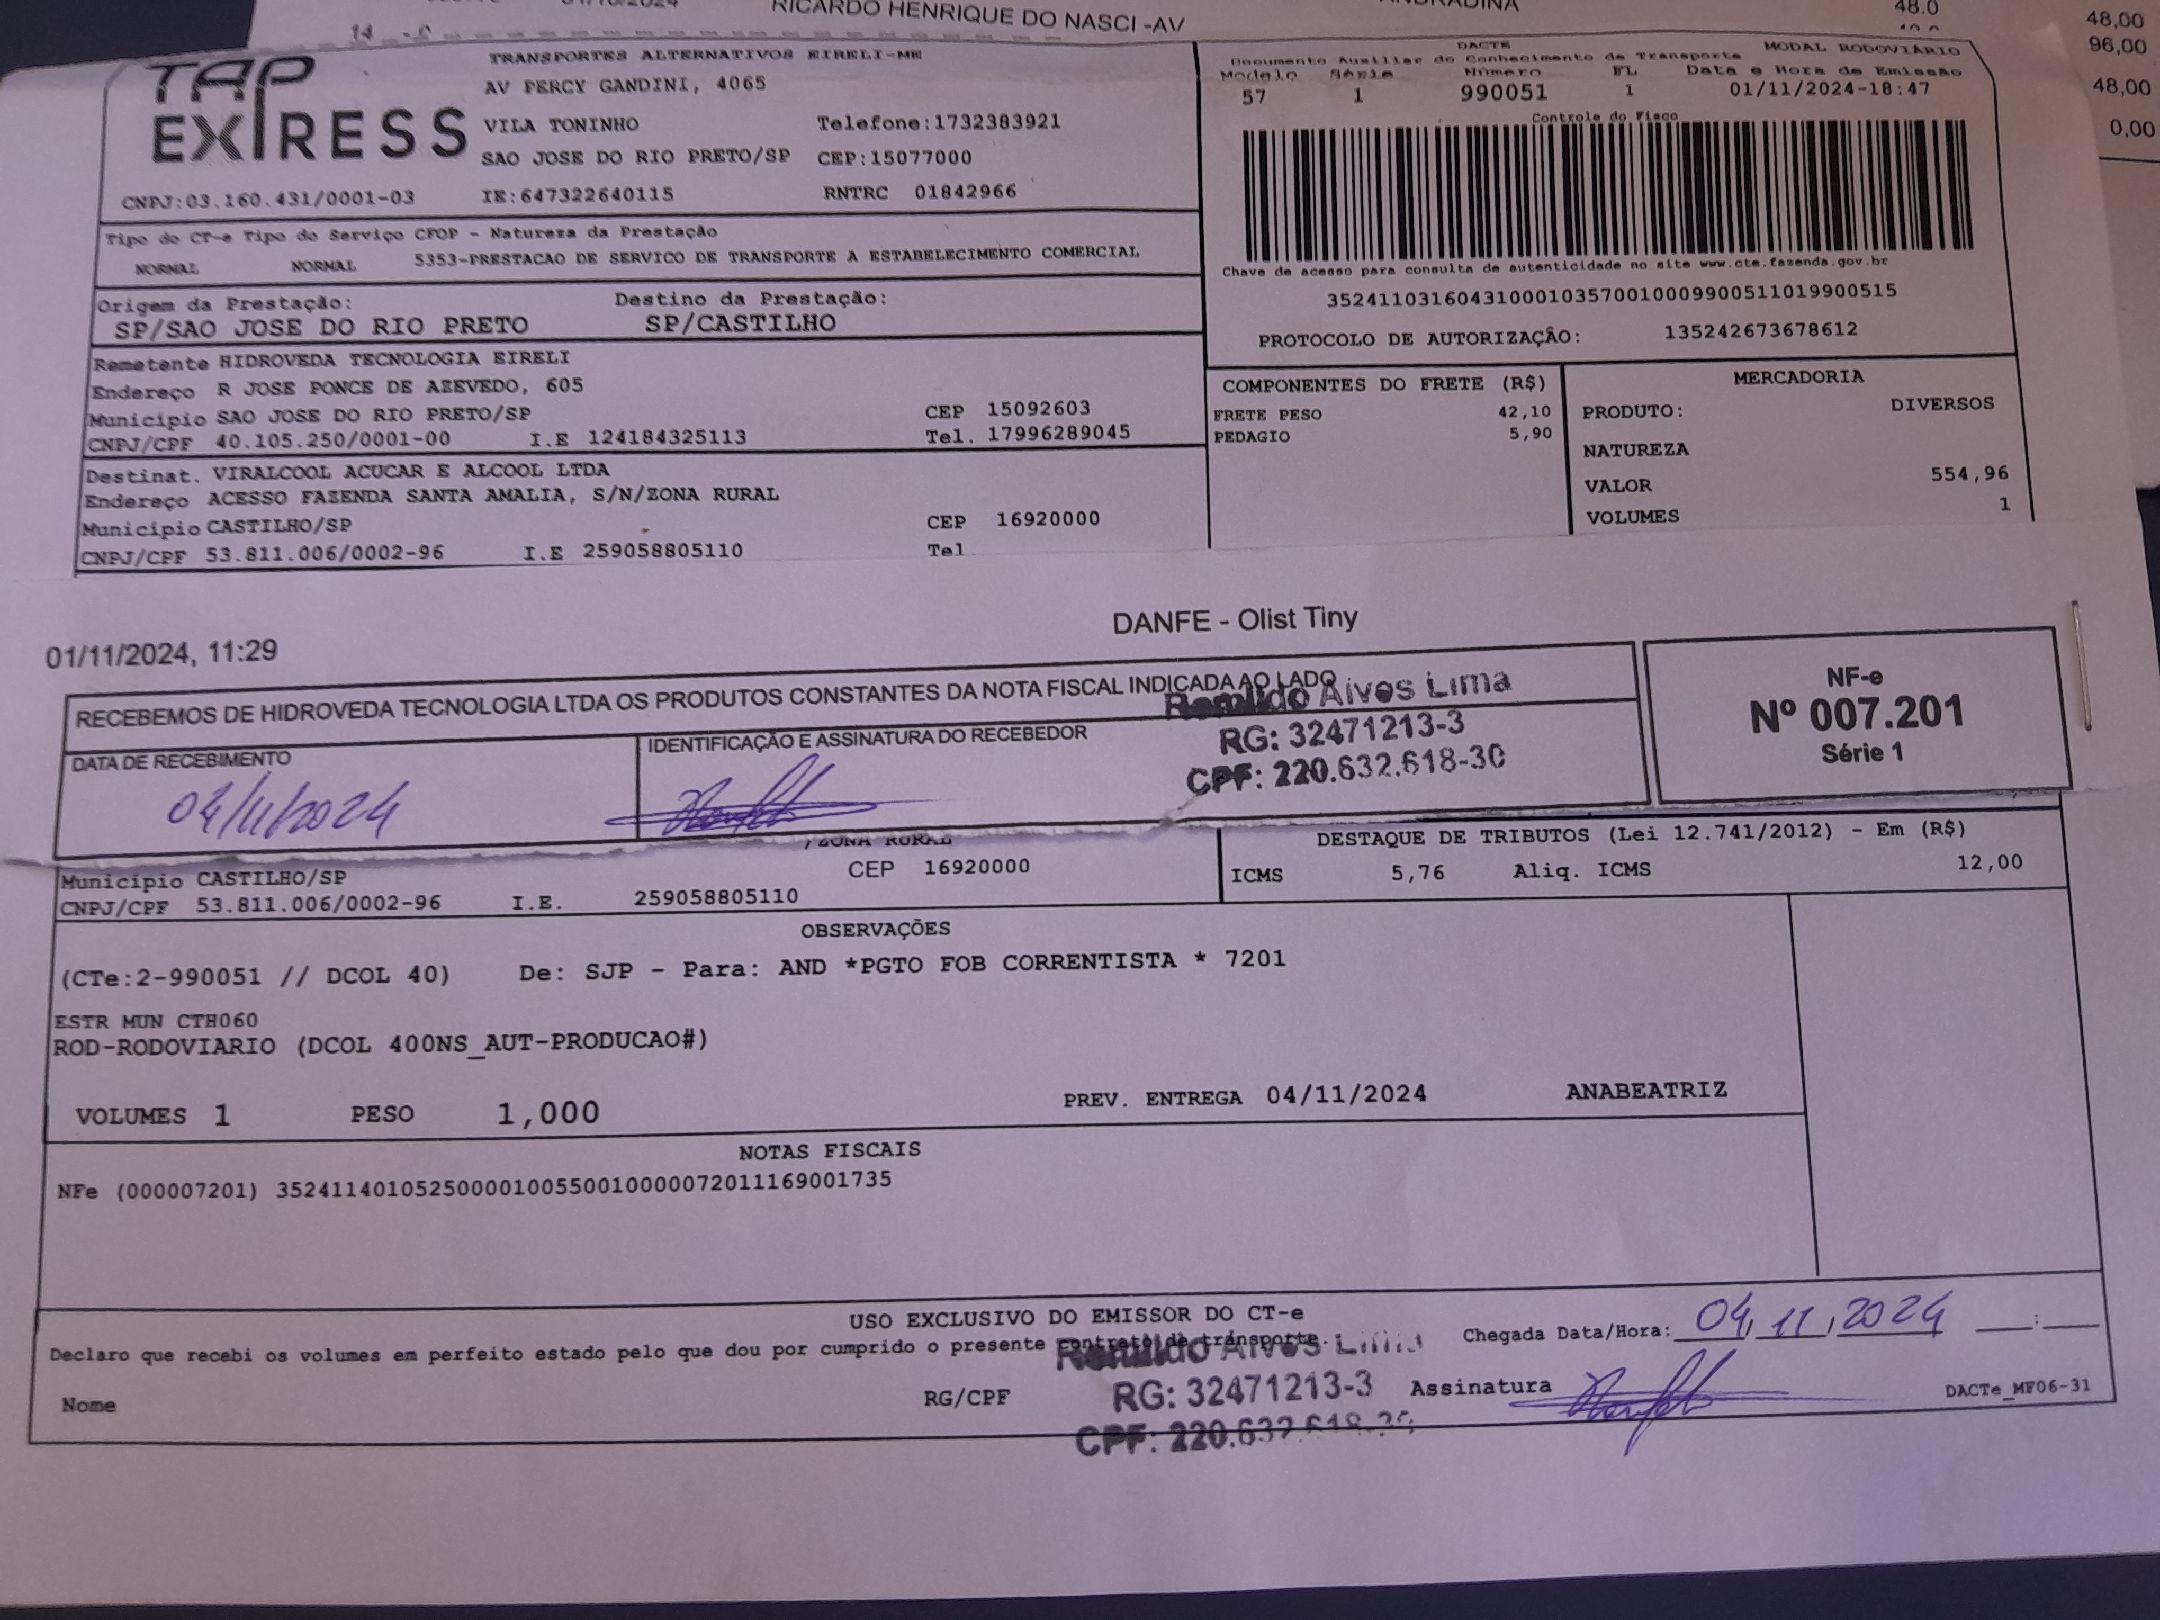 RICARDO HENRIQUE DO NASCI -AV
48,00
96,00
48,00
0,00
TAP EXPRESS
TRANSPORTES ALTERNATIVOS EIRELI-ME
AV PERCY GANDINI, 4065
VILA TONINHO Telefone:1732383921
SAO JOSE DO RIO PRETO/SP CEP:15077000
CNPJ:03.160.431/0001-03 IE:647322640115 RNTRC 01842966
DACTE MODAL RODOVIÁRIO
Documento Auxiliar do Conhecimento de Transporte
Modelo Série Número FL Data e Hora de Emissão
57 1 990051 1 01/11/2024-18:47
Controle do Fisco
Chave de acesso para consulta de autenticidade no site www.cte.fazenda.gov.br
35241103160431000103570010009900511019900515
PROTOCOLO DE AUTORIZAÇÃO: 135242673678612
Tipo do CT-e Tipo do Serviço CFOP - Natureza da Prestação
NORMAL NORMAL 5353-PRESTACAO DE SERVICO DE TRANSPORTE A ESTABELECIMENTO COMERCIAL
Origem da Prestação: Destino da Prestação:
SP/SAO JOSE DO RIO PRETO SP/CASTILHO
Remetente HIDROVEDA TECNOLOGIA EIRELI
Endereço R JOSE PONCE DE AZEVEDO, 605
Município SAO JOSE DO RIO PRETO/SP CEP 15092603
CNPJ/CPF 40.105.250/0001-00 I.E 124184325113 Tel. 17996289045
Destinat. VIRALCOOL ACUCAR E ALCOOL LTDA
Endereço ACESSO FAZENDA SANTA AMALIA, S/N/ZONA RURAL
Município CASTILHO/SP CEP 16920000
CNPJ/CPF 53.811.006/0002-96 I.E 259058805110 Tel
COMPONENTES DO FRETE (R$)
FRETE PESO 42,10
PEDAGIO 5,90
MERCADORIA
PRODUTO: DIVERSOS
NATUREZA
VALOR 554,96
VOLUMES 1
01/11/2024, 11:29 DANFE - Olist Tiny
RECEBEMOS DE HIDROVEDA TECNOLOGIA LTDA OS PRODUTOS CONSTANTES DA NOTA FISCAL INDICADA AO LADO
DATA DE RECEBIMENTO
04/11/2024
IDENTIFICAÇÃO E ASSINATURA DO RECEBEDOR
Romildo Alves Lima
RG: 32471213-3
CPF: 220.632.618-30
NF-e
Nº 007.201
Série 1
/ZONA RURAL
Município CASTILHO/SP CEP 16920000
CNPJ/CPF 53.811.006/0002-96 I.E. 259058805110
DESTAQUE DE TRIBUTOS (Lei 12.741/2012) - Em (R$)
ICMS 5,76 Aliq. ICMS 12,00
OBSERVAÇÕES
(CTe:2-990051 // DCOL 40) De: SJP - Para: AND *PGTO FOB CORRENTISTA * 7201
ESTR MUN CTH060
ROD-RODOVIARIO (DCOL 400NS_AUT-PRODUCAO#)
VOLUMES 1 PESO 1,000 PREV. ENTREGA 04/11/2024 ANABEATRIZ
NOTAS FISCAIS
NFe (000007201) 35241140105250000100550010000072011169001735
USO EXCLUSIVO DO EMISSOR DO CT-e
Declaro que recebi os volumes em perfeito estado pelo que dou por cumprido o presente contrato de transporte.
Chegada Data/Hora: 04/11/2024 ___:___
Nome RG/CPF
Romildo Alves Lima
RG: 32471213-3
CPF: 220.632.618-30
Assinatura
DACTe_MF06-31